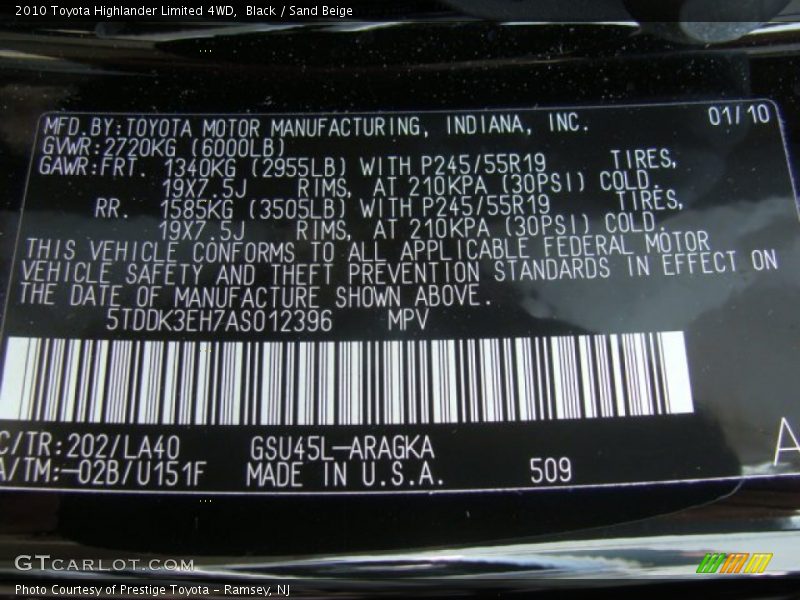 2010 Toyota Highlander Limited 4WD, Black / Sand Beige
MFD.BY:TOYOTA MOTOR MANUFACTURING, INDIANA, INC. 01/10
GVWR:2720KG (6000LB)
GAWR:FRT. 1340KG (2955LB) WITH P245/55R19 TIRES,
19X7.5J RIMS, AT 210KPA (30PSI) COLD.
RR. 1585KG (3505LB) WITH P245/55R19 TIRES,
19X7.5J RIMS, AT 210KPA (30PSI) COLD.
THIS VEHICLE CONFORMS TO ALL APPLICABLE FEDERAL MOTOR
VEHICLE SAFETY AND THEFT PREVENTION STANDARDS IN EFFECT ON
THE DATE OF MANUFACTURE SHOWN ABOVE.
5TDDK3EH7AS012396 MPV
C/TR:202/LA40 GSU45L-ARAGKA A
A/TM:-02B/U151F MADE IN U.S.A. 509
GTCARLOT.COM
Photo Courtesy of Prestige Toyota - Ramsey, NJ